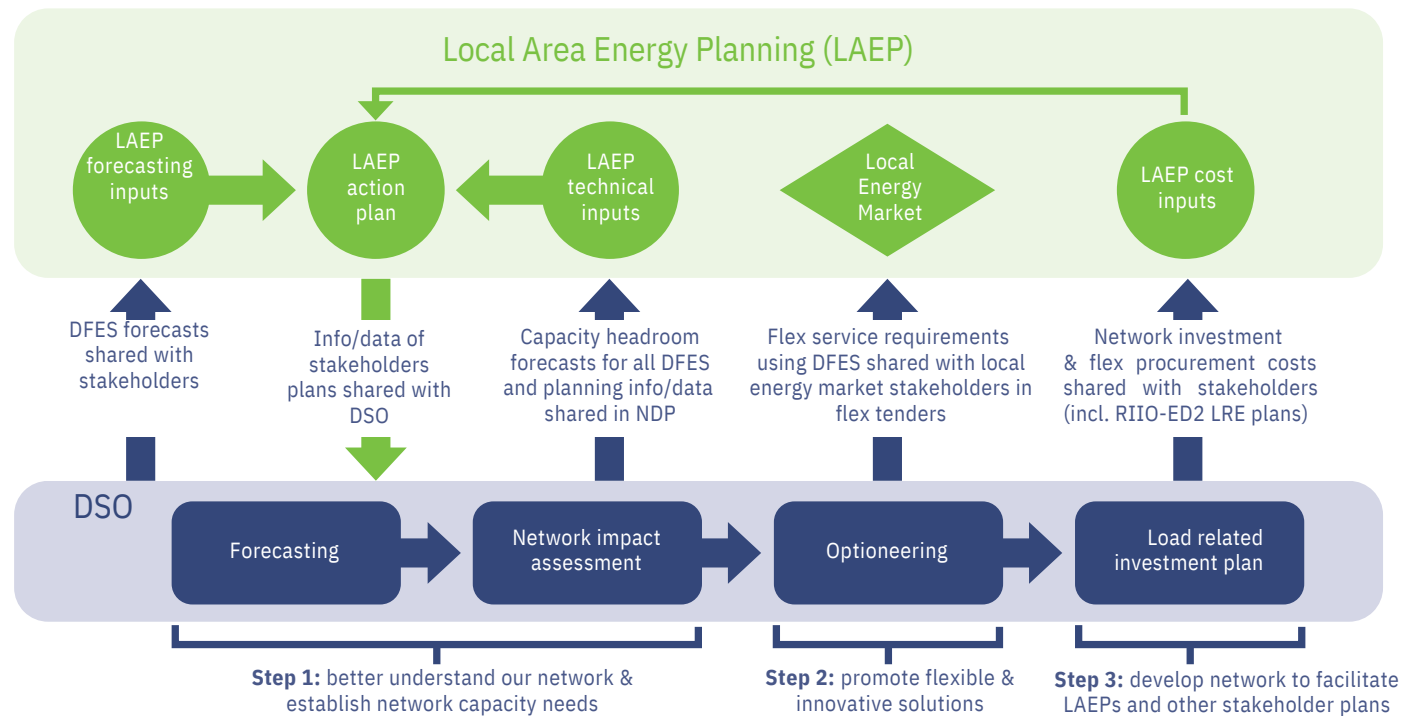 Local Area Energy Planning (LAEP)
LAEP
forecasting
inputs
LAEP
action
plan
LAEP
technical
inputs
Local
Energy
Market
LAEP cost
inputs
DFES forecasts
shared with
stakeholders
Info/data of
stakeholders
plans shared with
DSO
Capacity headroom
forecasts for all DFES
and planning info/data
shared in NDP
Flex service requirements
using DFES shared with local
energy market stakeholders in
flex tenders
Network investment
& flex procurement costs
shared with stakeholders
(incl. RIIO-ED2 LRE plans)
DSO
Forecasting
Network impact
assessment
Optioneering
Load related
investment plan
Step 1: better understand our network &
establish network capacity needs
Step 2: promote flexible &
innovative solutions
Step 3: develop network to facilitate
LAEPs and other stakeholder plans